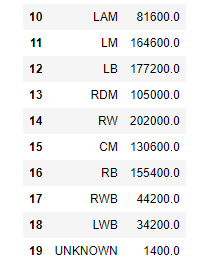 10 LAM 81600.0
11 LM 164600.0
12 LB 177200.0
13 RDM 105000.0
14 RW 202000.0
15 CM 130600.0
16 RB 155400.0
17 RWB 44200.0
18 LWB 34200.0
19 UNKNOWN 1400.0